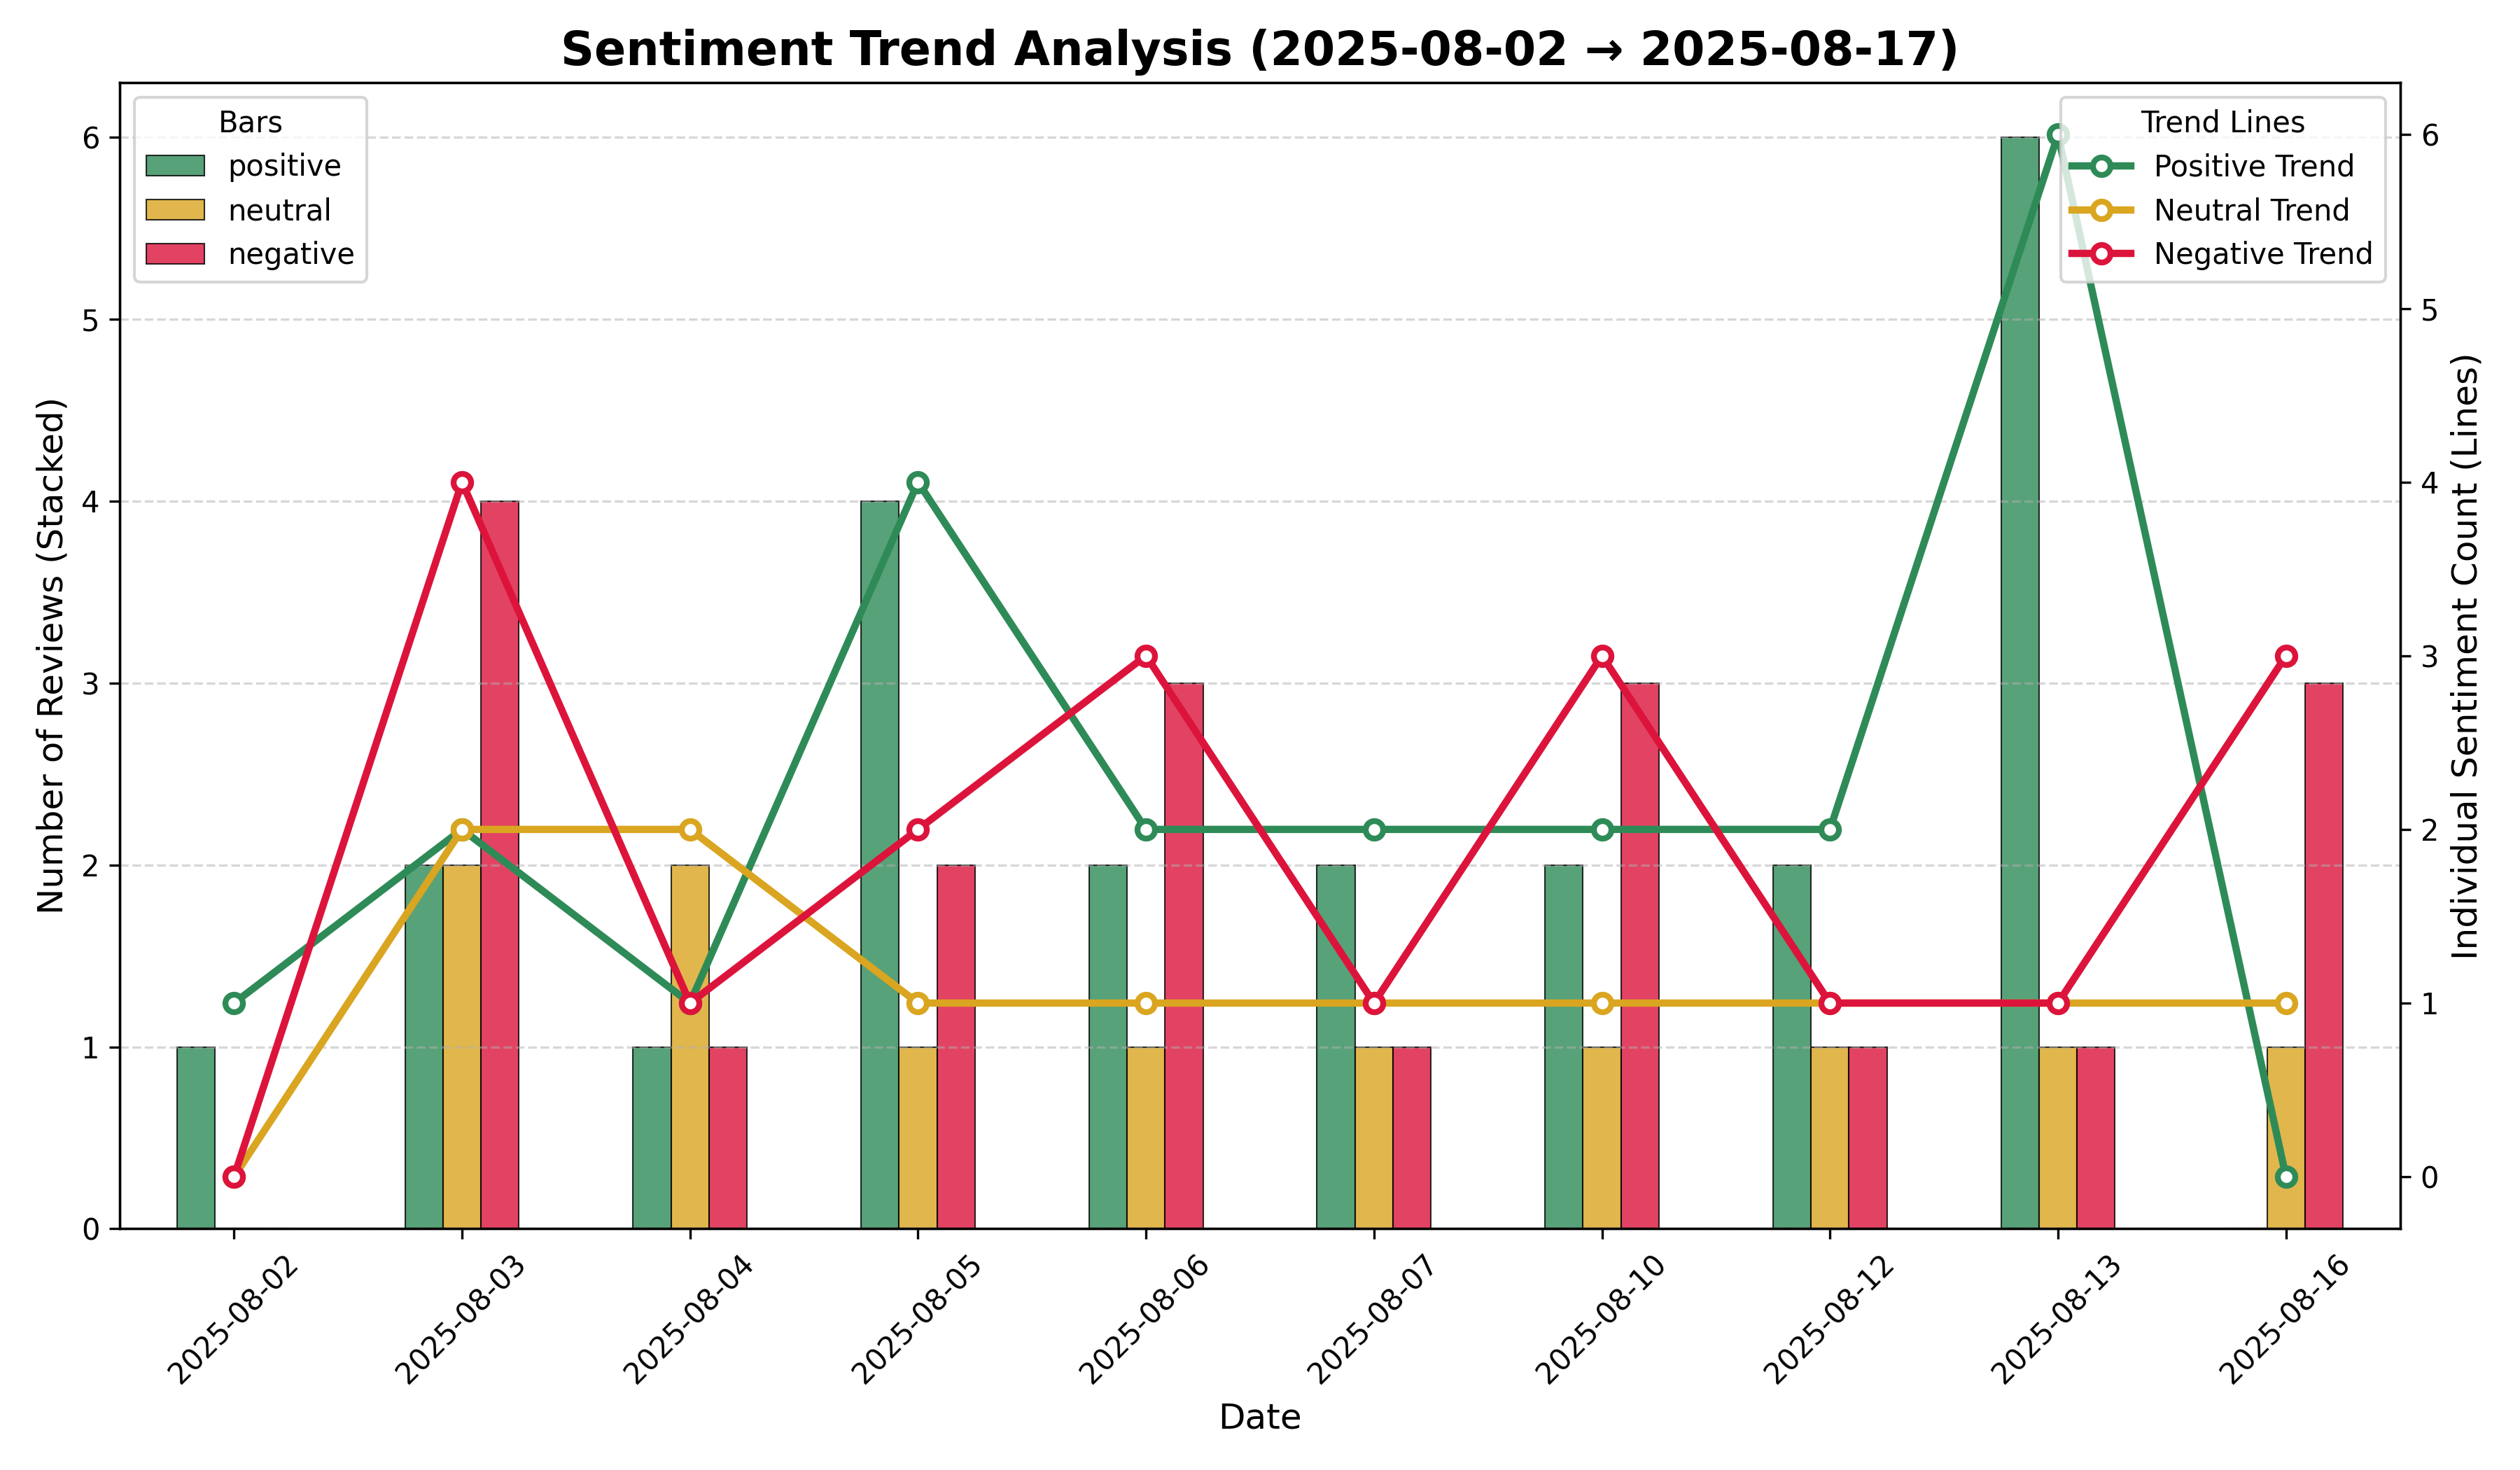 Sentiment Trend Analysis (2025-08-02 → 2025-08-17)
Bars
positive
neutral
negative
Trend Lines
Positive Trend
Neutral Trend
Negative Trend
Number of Reviews (Stacked)
6
5
4
3
2
1
0
Individual Sentiment Count (Lines)
6
5
4
3
2
1
0
2025-08-02
2025-08-03
2025-08-04
2025-08-05
2025-08-06
2025-08-07
2025-08-10
2025-08-12
2025-08-13
2025-08-16
Date